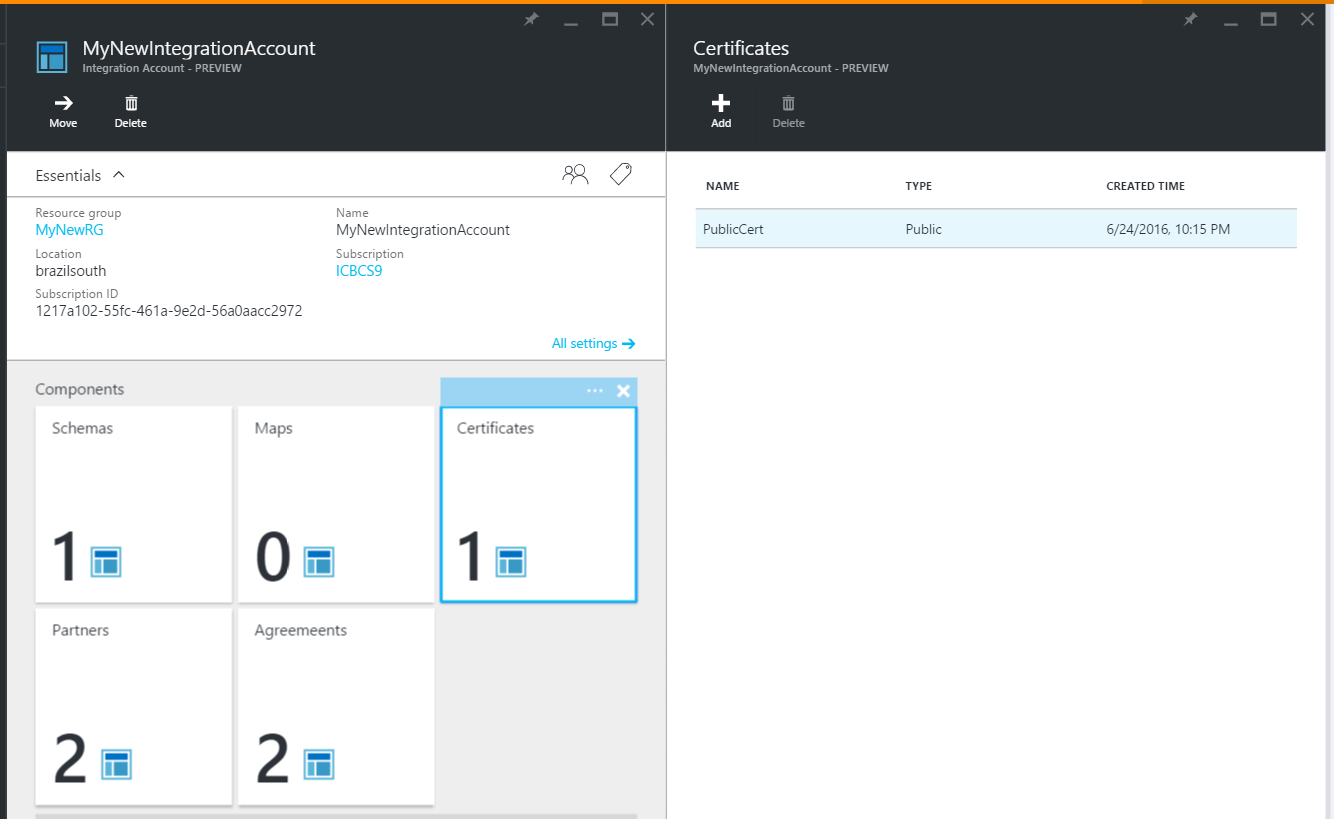 MyNewIntegrationAccount
Integration Account - PREVIEW
Move
Delete
Essentials
Resource group
MyNewRG
Name
MyNewIntegrationAccount
Location
brazilsouth
Subscription
ICBCS9
Subscription ID
1217a102-55fc-461a-9e2d-56a0aacc2972
All settings
Components
Schemas
1
Maps
0
Certificates
1
Partners
2
Agreemeents
2
Certificates
MyNewIntegrationAccount - PREVIEW
Add
Delete
NAME TYPE CREATED TIME
PublicCert Public 6/24/2016, 10:15 PM